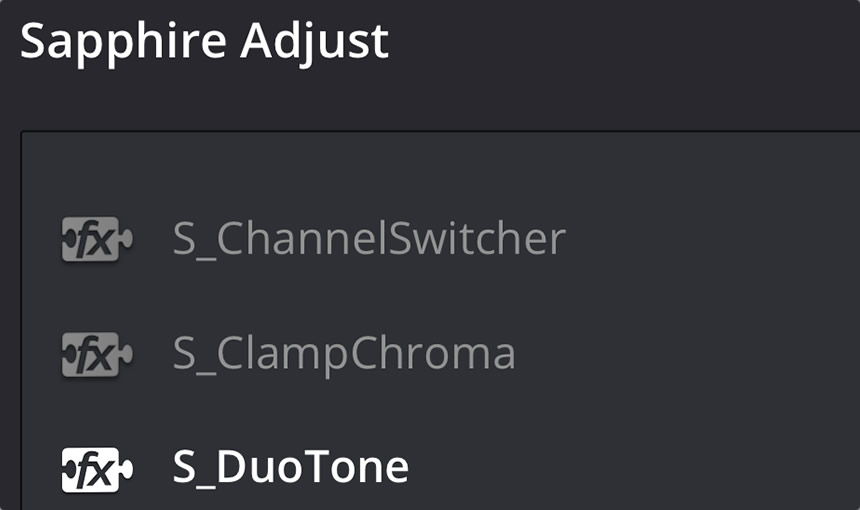 Sapphire Adjust
fx S_ChannelSwitcher
fx S_ClampChroma
fx S_DuoTone